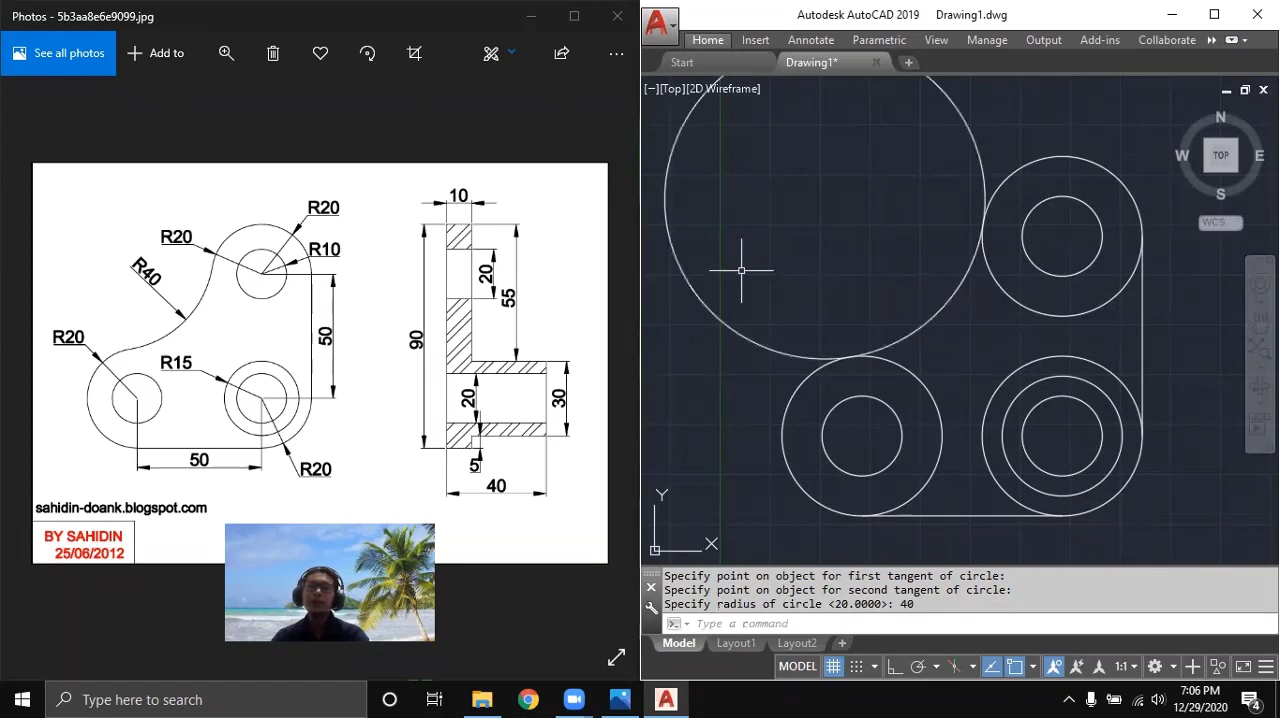 Photos - 5b3aa8e6e9099.jpg
See all photos
Add to
R20
R20
R10
R40
R20
R15
50
50
R20
10
20
55
90
20
30
5
40
sahidin-doank.blogspot.com
BY SAHIDIN
25/06/2012
Autodesk AutoCAD 2019 Drawing1.dwg
Home Insert Annotate Parametric View Manage Output Add-ins Collaborate
Start Drawing1*
[−][Top][2D Wireframe]
N
W TOP E
S
WCS
Y
X
Specify point on object for first tangent of circle:
Specify point on object for second tangent of circle:
Specify radius of circle <20.0000>: 40
Type a command
Model Layout1 Layout2
MODEL 1:1
Type here to search
7:06 PM
12/29/2020
4